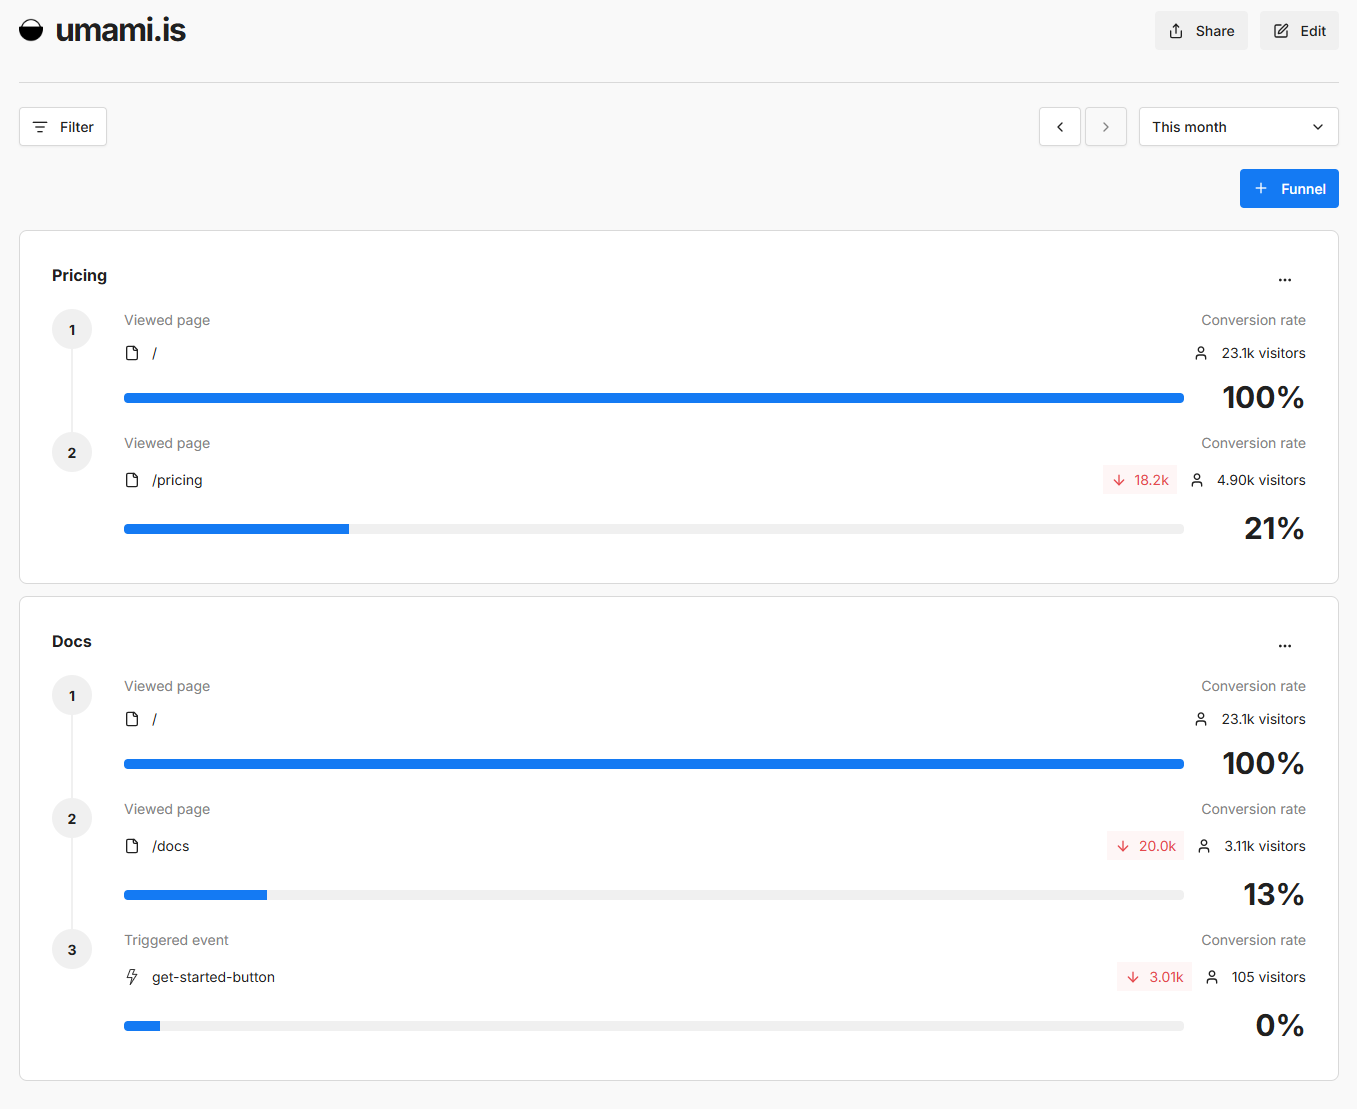 umami.is
Share
Edit
Filter
This month
Funnel
Pricing
1
Viewed page
Conversion rate
/
23.1k visitors
100%
2
Viewed page
Conversion rate
/pricing
18.2k
4.90k visitors
21%
Docs
1
Viewed page
Conversion rate
/
23.1k visitors
100%
2
Viewed page
Conversion rate
/docs
20.0k
3.11k visitors
13%
3
Triggered event
Conversion rate
get-started-button
3.01k
105 visitors
0%